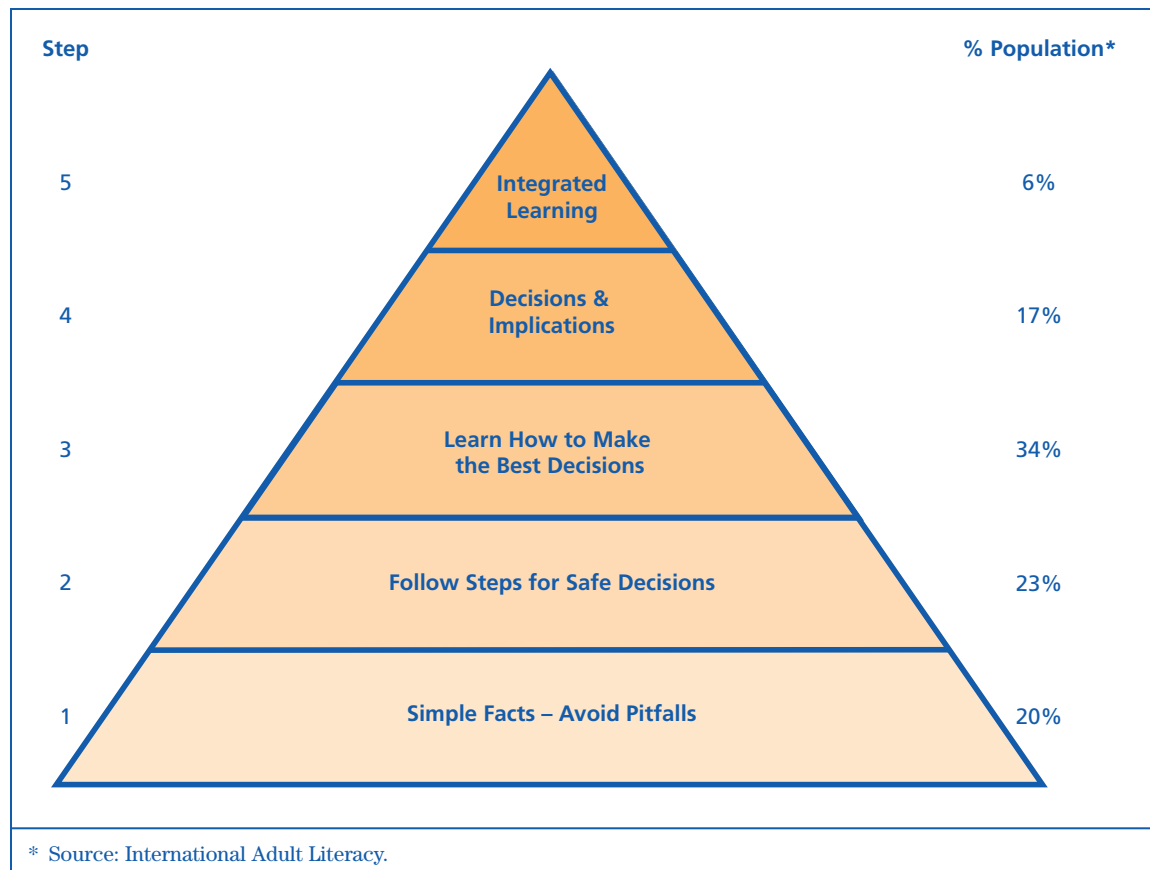 Step
% Population*
5
Integrated
Learning
6%
4
Decisions &
Implications
17%
3
Learn How to Make
the Best Decisions
34%
2
Follow Steps for Safe Decisions
23%
1
Simple Facts – Avoid Pitfalls
20%
* Source: International Adult Literacy.